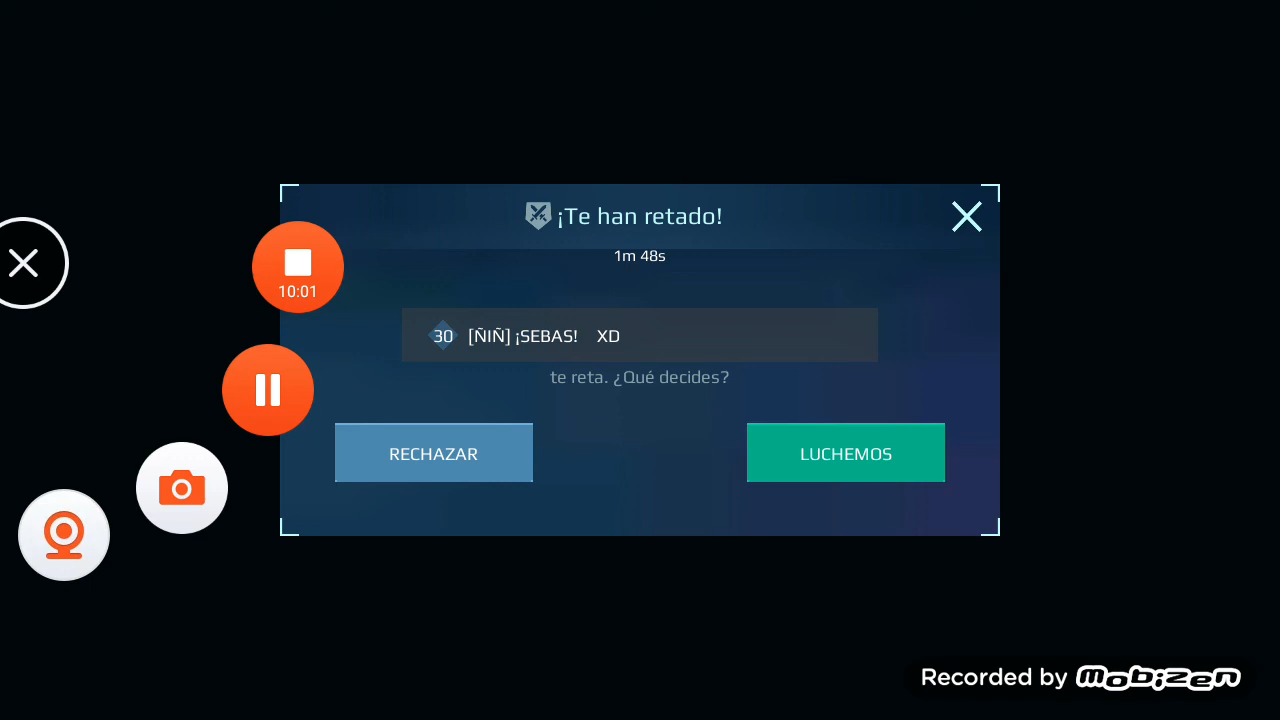 ¡Te han retado!
1m 48s
10:01
30 [ÑIÑ] ¡SEBAS! XD
te reta. ¿Qué decides?
RECHAZAR
LUCHEMOS
Recorded by mobizen